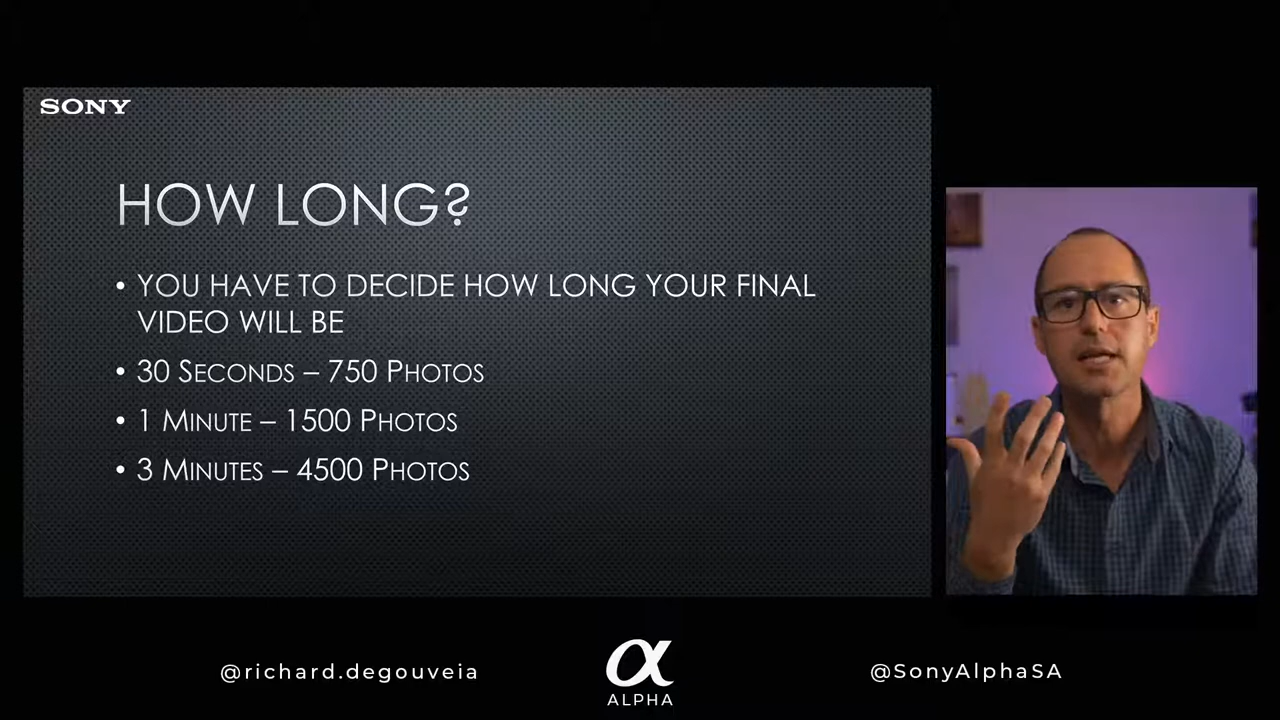 SONY
HOW LONG?
• YOU HAVE TO DECIDE HOW LONG YOUR FINAL
VIDEO WILL BE
• 30 SECONDS – 750 PHOTOS
• 1 MINUTE – 1500 PHOTOS
• 3 MINUTES – 4500 PHOTOS
@richard.degouveia
α
ALPHA
@SonyAlphaSA